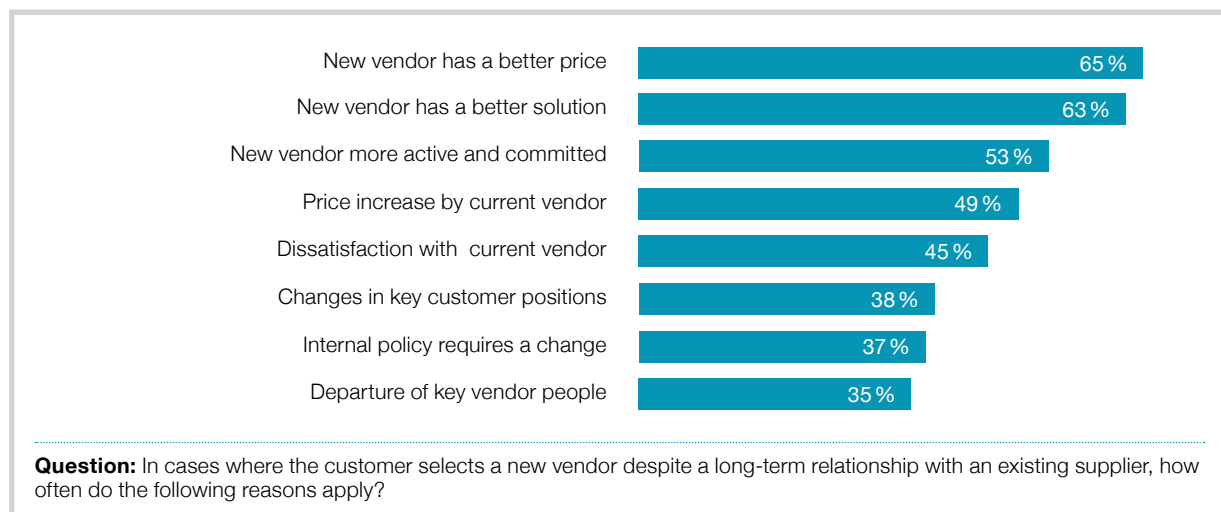 New vendor has a better price 65 %
New vendor has a better solution 63 %
New vendor more active and committed 53 %
Price increase by current vendor 49 %
Dissatisfaction with current vendor 45 %
Changes in key customer positions 38 %
Internal policy requires a change 37 %
Departure of key vendor people 35 %
Question: In cases where the customer selects a new vendor despite a long-term relationship with an existing supplier, how
often do the following reasons apply?